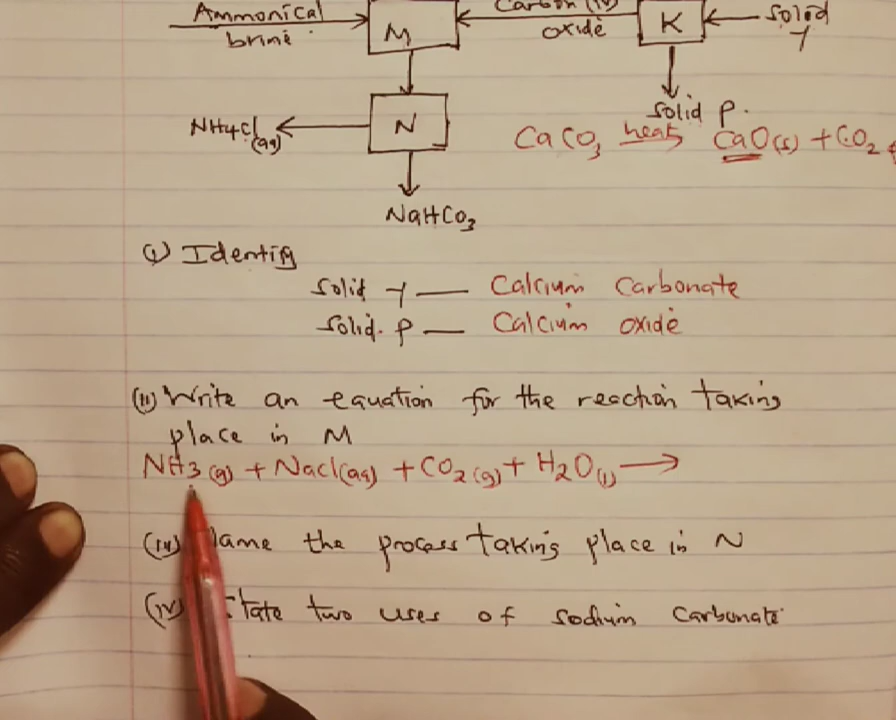 Ammonical
brine
M
Carbon (iv)
oxide
K
solid
Y
NH4Cl(aq)
N
solid P.
CaCO3 heat CaO(s) + CO2
NaHCO3
(i) Identify
solid Y — Calcium Carbonate
solid. P — Calcium oxide
(ii) Write an equation for the reaction taking
place in M
NH3(g) + NaCl(aq) + CO2(g) + H2O(l) →
(iii) Name the process taking place in N
(iv) State two uses of sodium Carbonate